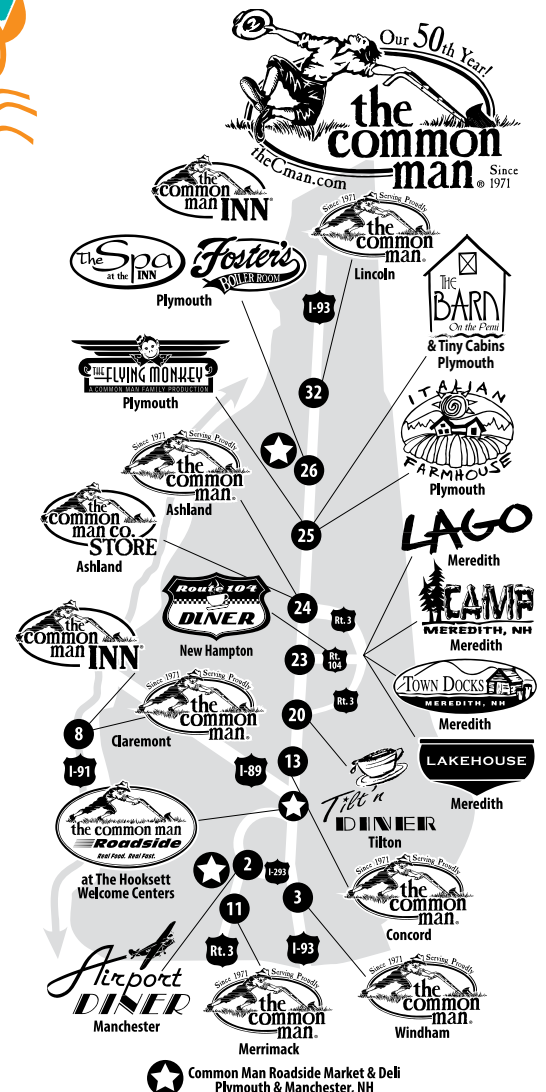 Our 50th Year!
the
common
man®
theCman.com
Since
1971
the
common
man INN®
The Spa
at the INN
Foster's
BOILER ROOM
Plymouth
Since 1971 Serving Proudly
the
common
man®
Lincoln
I-93
THE
BARN
On the Pemi
& Tiny Cabins
Plymouth
THE FLYING MONKEY
A COMMON MAN FAMILY PRODUCTION
Plymouth
32
ITALIAN
FARMHOUSE
Plymouth
26
Since 1971 Serving Proudly
the
common
man®
Ashland
25
the
common
man co.
STORE
Ashland
LAGO
Meredith
Route 104
DINER
New Hampton
24
Rt. 3
CAMP
MEREDITH, NH
Meredith
the
common
man INN®
23
Rt.
104
TOWN DOCKS
MEREDITH, NH
Meredith
Since 1971 Serving Proudly
the
common
man®
Claremont
8
I-91
20
Rt. 3
LAKEHOUSE
Meredith
I-89
13
Tilt'n
DINER
Tilton
the common man
Roadside
Real Food. Real Fast.
at The Hooksett
Welcome Centers
2
I-293
11
3
Since 1971 Serving Proudly
the
common
man®
Concord
Rt. 3
I-93
Airport
DINER
Manchester
Since 1971 Serving Proudly
the
common
man®
Merrimack
Since 1971 Serving Proudly
the
common
man®
Windham
Common Man Roadside Market & Deli
Plymouth & Manchester, NH